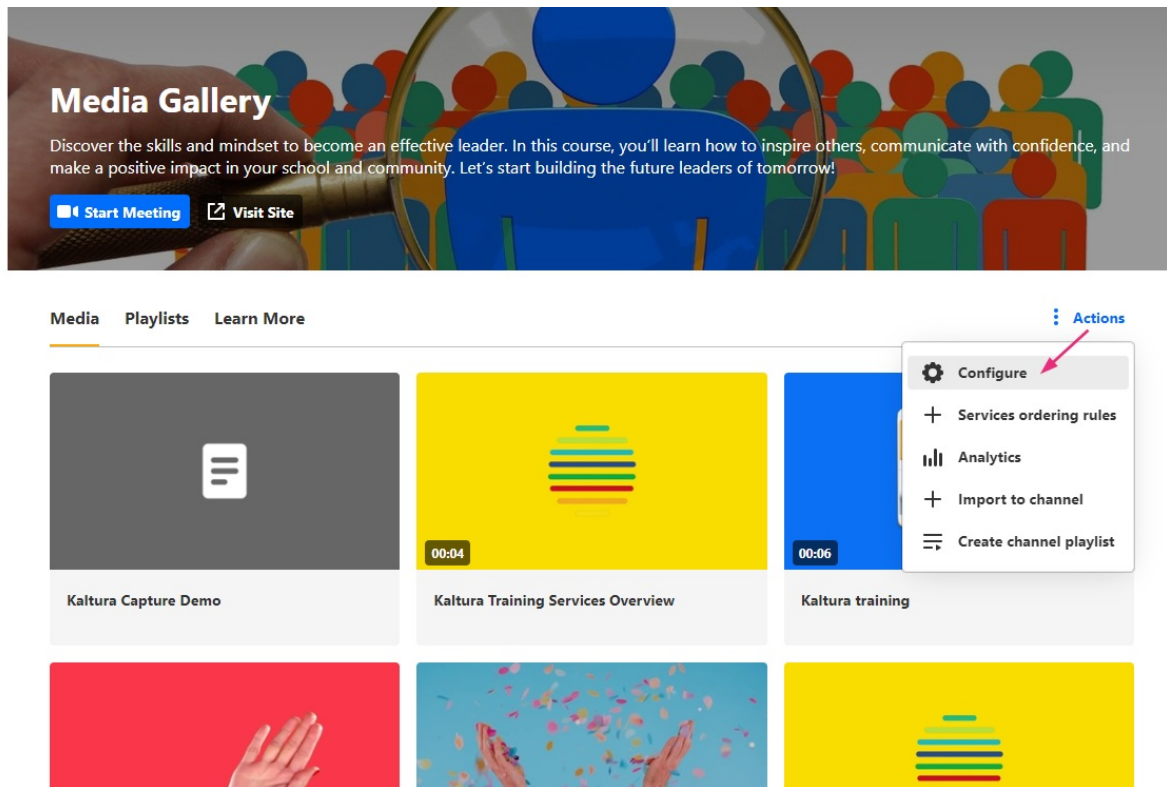 Media Gallery
Discover the skills and mindset to become an effective leader. In this course, you'll learn how to inspire others, communicate with confidence, and
make a positive impact in your school and community. Let's start building the future leaders of tomorrow!
Start Meeting Visit Site
Media Playlists Learn More Actions
Configure
Services ordering rules
Analytics
Import to channel
Create channel playlist
00:04 00:06
Kaltura Capture Demo Kaltura Training Services Overview Kaltura training